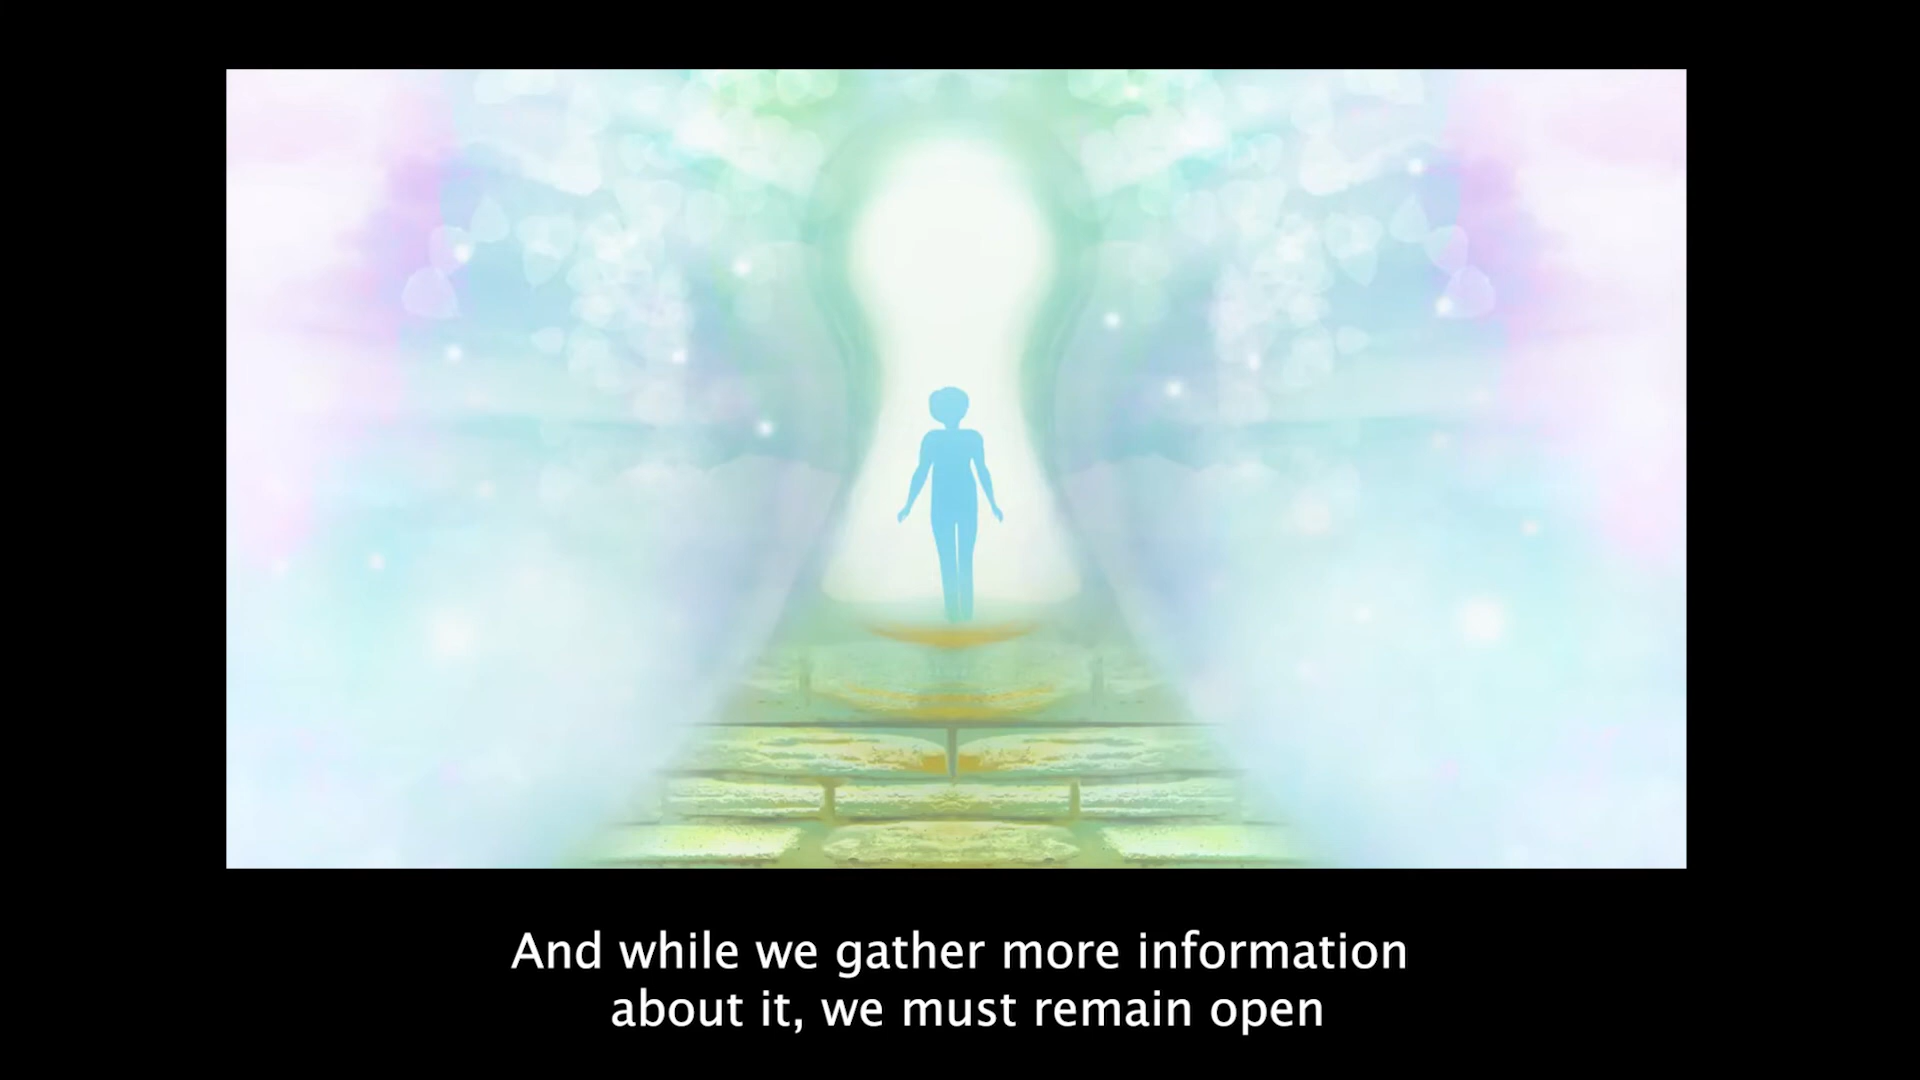 And while we gather more information
about it, we must remain open